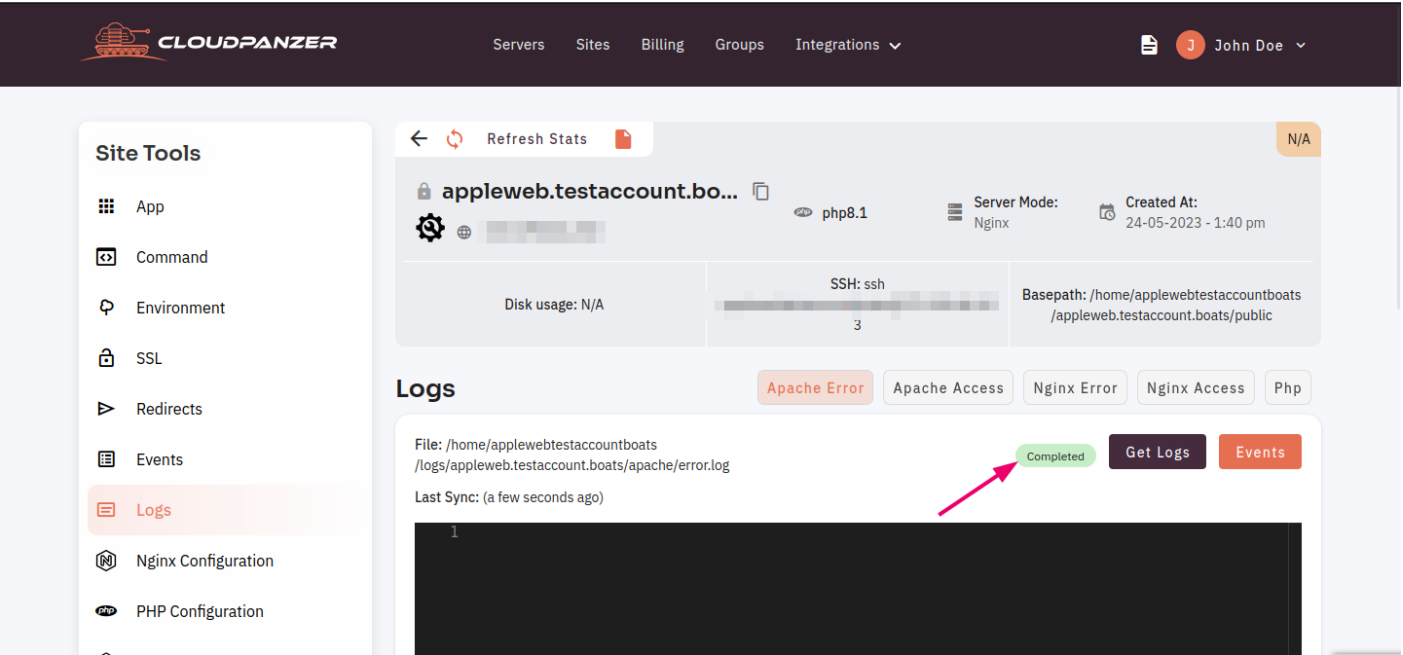 CLOUDPANZER
Servers Sites Billing Groups Integrations
J John Doe
Site Tools
App
Command
Environment
SSL
Redirects
Events
Logs
Nginx Configuration
php PHP Configuration
Refresh Stats
N/A
appleweb.testaccount.bo...
php php8.1
Server Mode:
Nginx
Created At:
24-05-2023 - 1:40 pm
Disk usage: N/A
SSH: ssh
3
Basepath: /home/applewebtestaccountboats
/appleweb.testaccount.boats/public
Logs
Apache Error Apache Access Nginx Error Nginx Access Php
File: /home/applewebtestaccountboats
/logs/appleweb.testaccount.boats/apache/error.log
Completed Get Logs Events
Last Sync: (a few seconds ago)
1